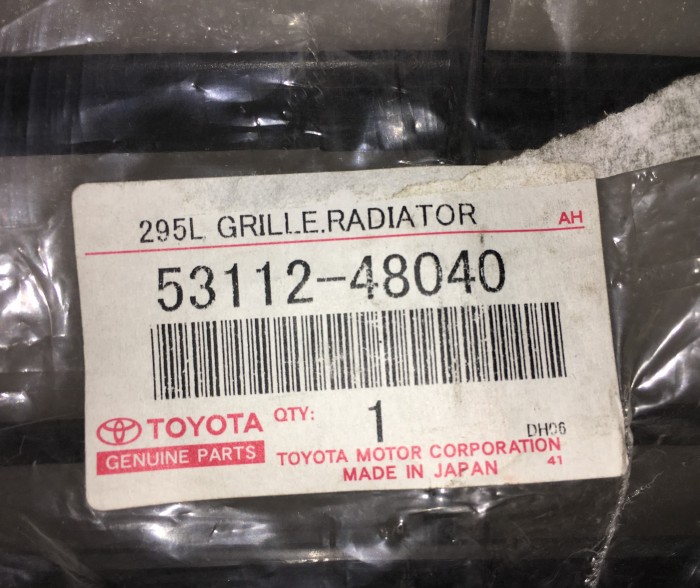 295L GRILLE.RADIATOR AH
53112-48040
TOYOTA QTY: 1
GENUINE PARTS
DH06
TOYOTA MOTOR CORPORATION
MADE IN JAPAN 41